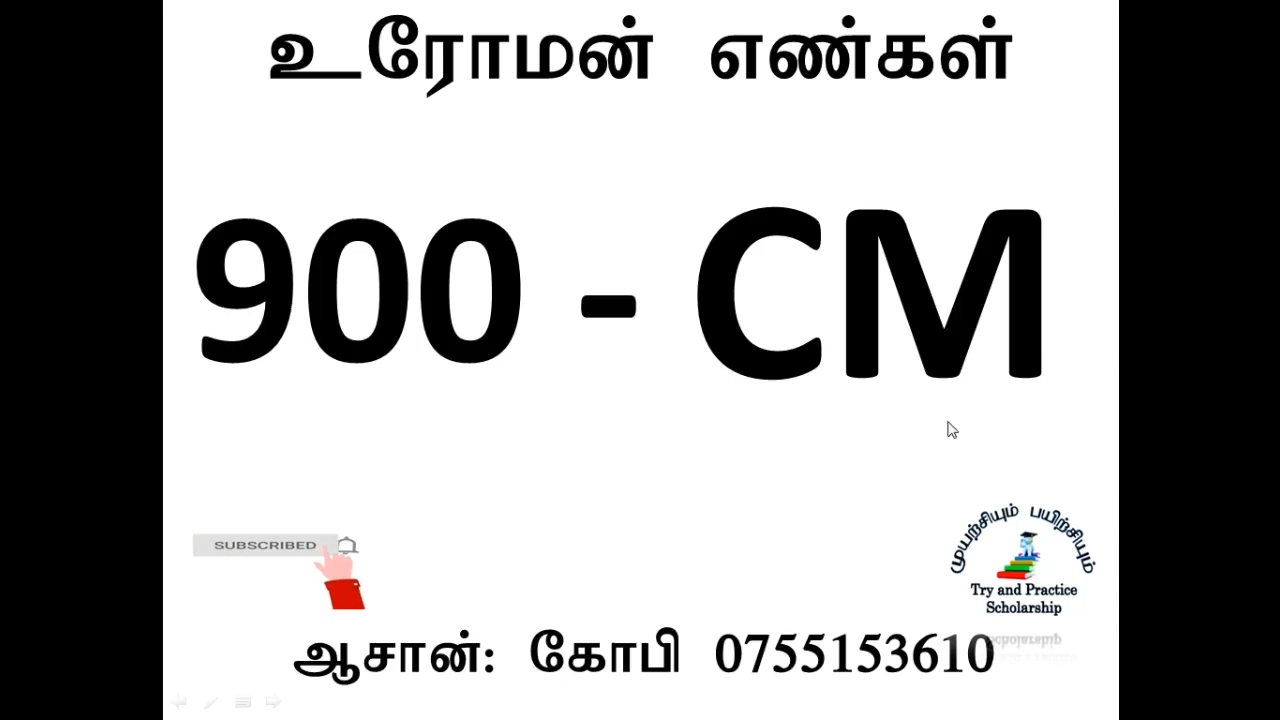 உரோமன் எண்கள்
900 - CM
SUBSCRIBED
முயற்சியும் பயிற்சியும்
Try and Practice
Scholarship
ஆசான்: கோபி 0755153610